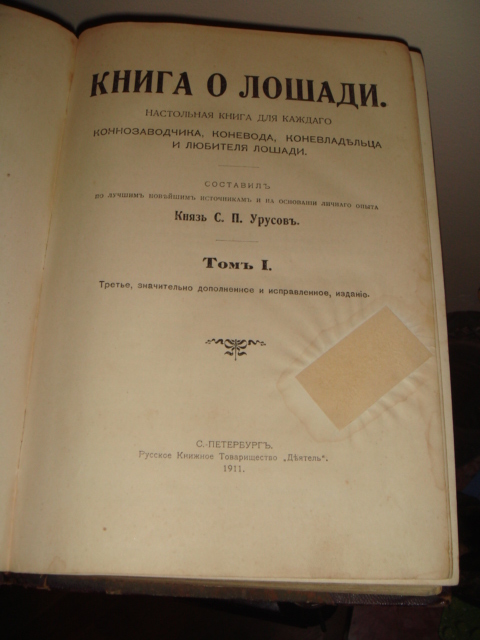 КНИГА О ЛОШАДИ.
НАСТОЛЬНАЯ КНИГА ДЛЯ КАЖДАГО
КОННОЗАВОДЧИКА, КОНЕВОДА, КОНЕВЛАДѢЛЬЦА
И ЛЮБИТЕЛЯ ЛОШАДИ.
СОСТАВИЛЪ
ПО ЛУЧШИМЪ НОВѢЙШИМЪ ИСТОЧНИКАМЪ И НА ОСНОВАНІИ ЛИЧНАГО ОПЫТА
Князь С. П. Урусовъ.
Томъ I.
Третье, значительно дополненное и исправленное, изданіе.
С.-ПЕТЕРБУРГЪ.
Русское Книжное Товарищество „Дѣятель".
1911.